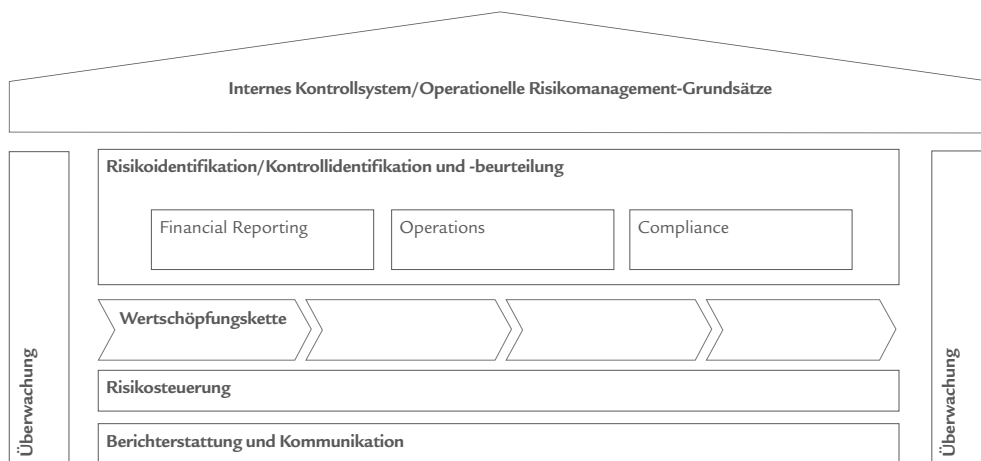 Internes Kontrollsystem/Operationelle Risikomanagement-Grundsätze
Risikoidentifikation/Kontrollidentifikation und -beurteilung
Financial Reporting
Operations
Compliance
Wertschöpfungskette
Risikosteuerung
Berichterstattung und Kommunikation
Überwachung
Überwachung